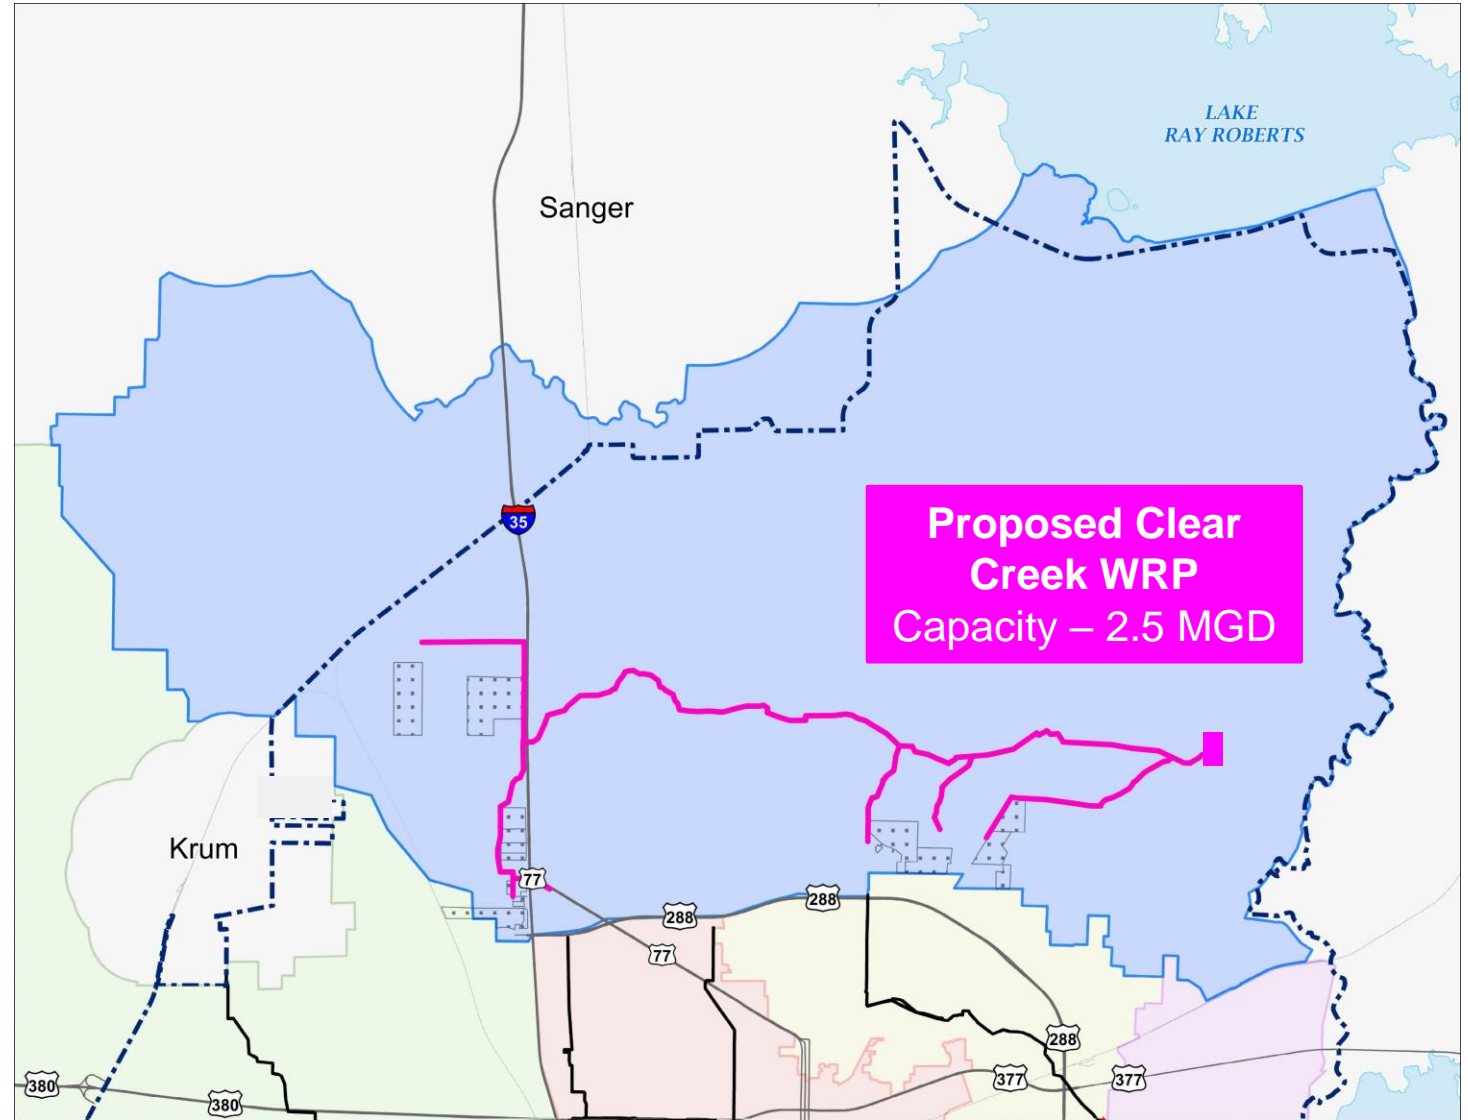 LAKE
RAY ROBERTS
Sanger
35
Proposed Clear
Creek WRP
Capacity – 2.5 MGD
Krum
77
288
288
77
288
380
380
377
377